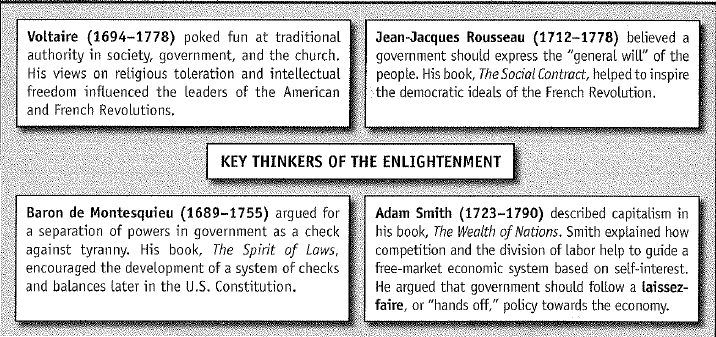 Voltaire (1694–1778) poked fun at traditional
authority in society, government, and the church.
His views on religious toleration and intellectual
freedom influenced the leaders of the American
and French Revolutions.
Jean-Jacques Rousseau (1712–1778) believed a
government should express the “general will” of the
people. His book, The Social Contract, helped to inspire
the democratic ideals of the French Revolution.
KEY THINKERS OF THE ENLIGHTENMENT
Baron de Montesquieu (1689–1755) argued for
a separation of powers in government as a check
against tyranny. His book, The Spirit of Laws,
encouraged the development of a system of checks
and balances later in the U.S. Constitution.
Adam Smith (1723–1790) described capitalism in
his book, The Wealth of Nations. Smith explained how
competition and the division of labor help to guide a
free-market economic system based on self-interest.
He argued that government should follow a laissez-
faire, or “hands off,” policy towards the economy.